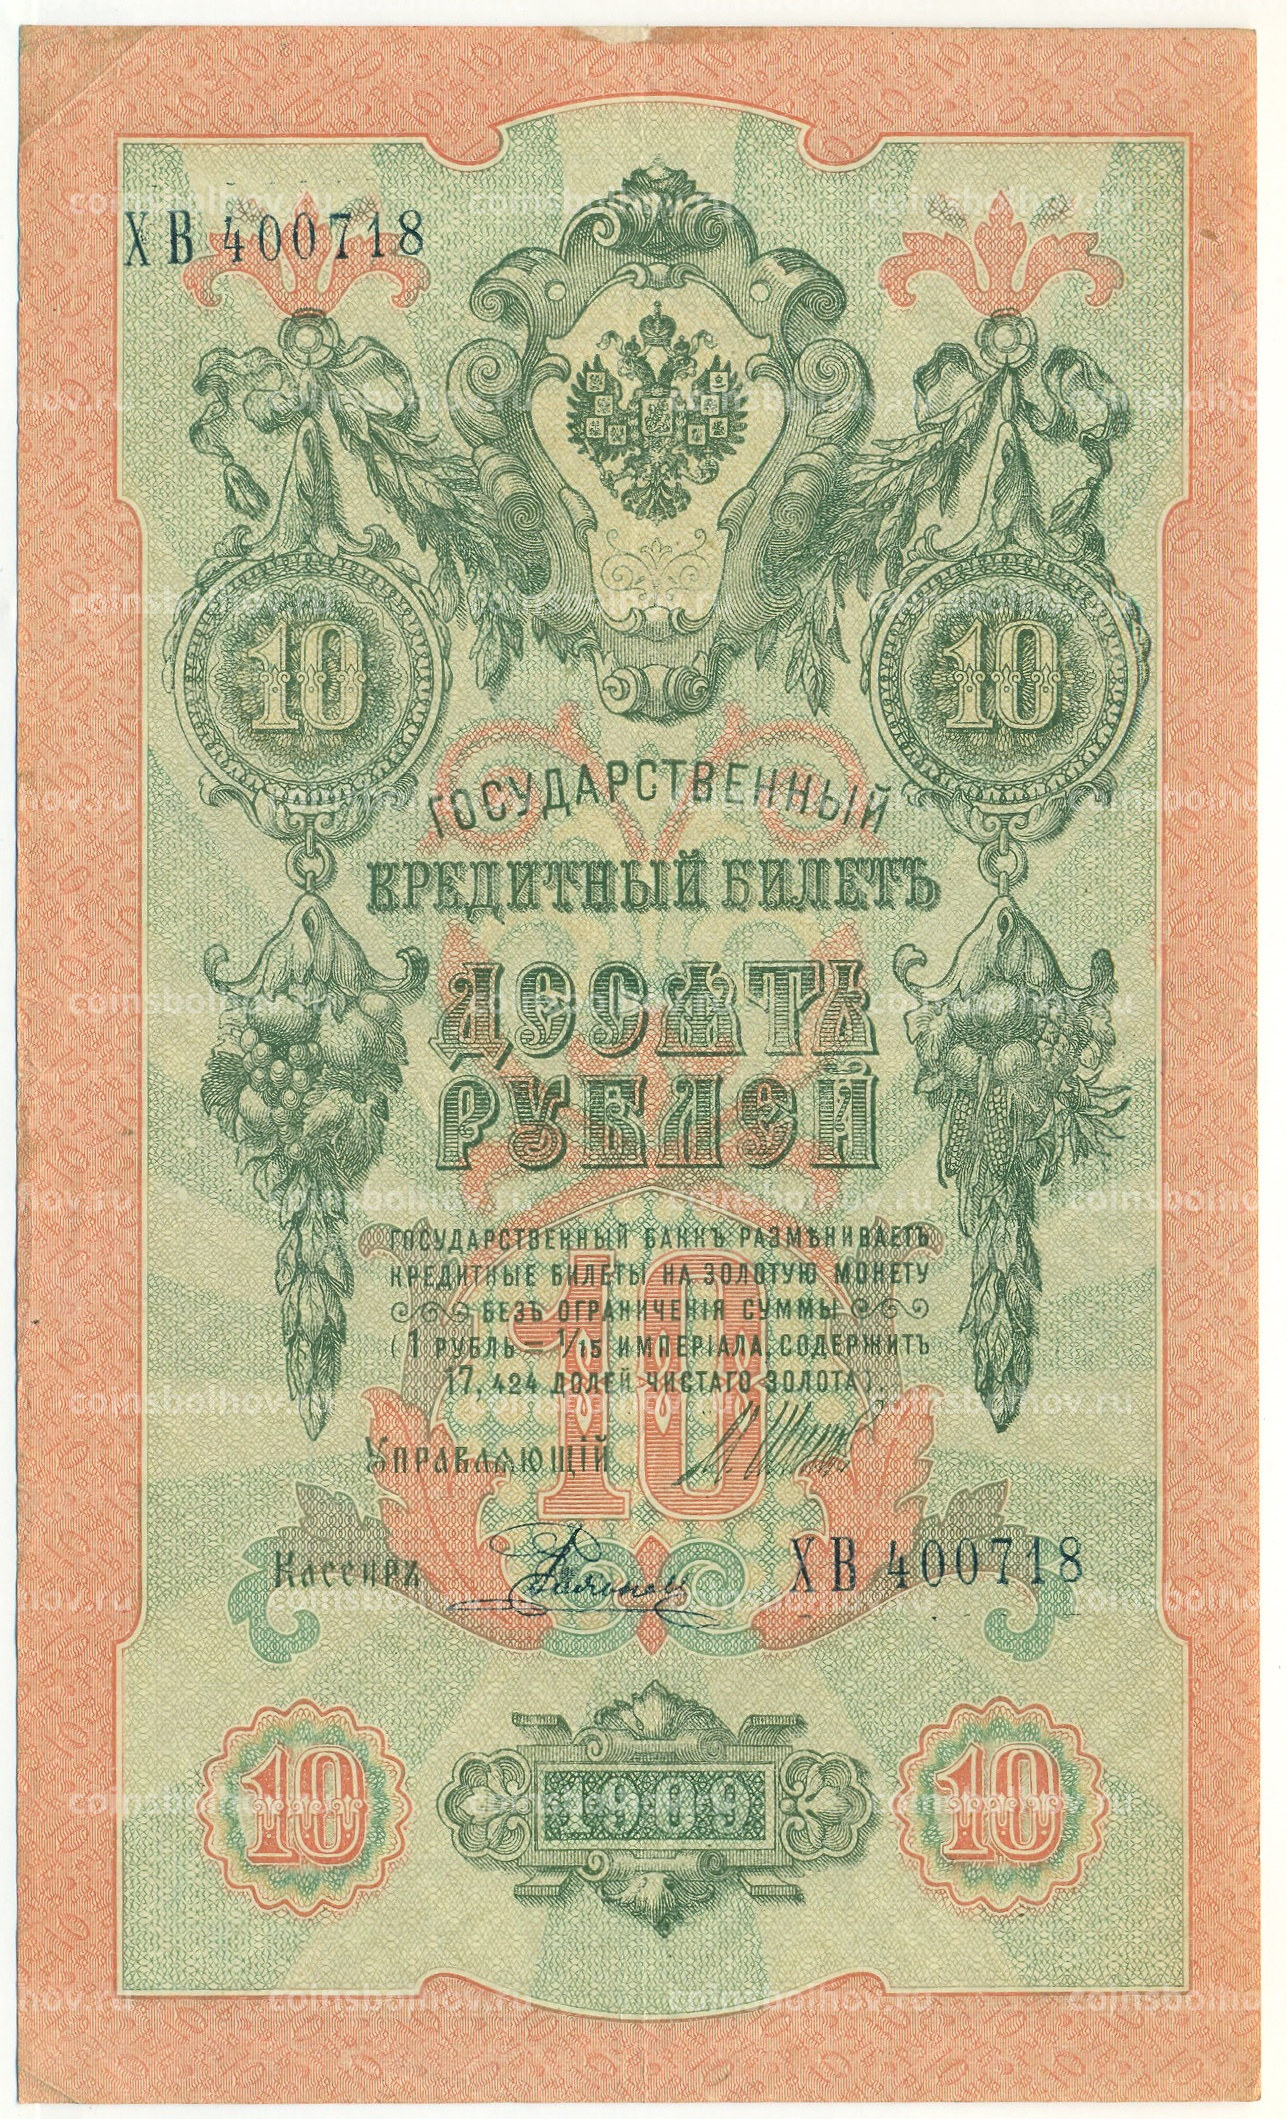 ХВ 400718
10 10
ГОСУДАРСТВЕННЫЙ
КРЕДИТНЫЙ БИЛЕТЪ
ДЕСЯТЬ
РУБЛЕЙ
ГОСУДАРСТВЕННЫЙ БАНКЪ РАЗМѢНИВАЕТЪ
КРЕДИТНЫЕ БИЛЕТЫ НА ЗОЛОТУЮ МОНЕТУ
БЕЗЪ ОГРАНИЧЕНІЯ СУММЫ
(1 РУБЛЬ = 1/15 ИМПЕРІАЛА, СОДЕРЖИТЪ
17,424 ДОЛЕЙ ЧИСТАГО ЗОЛОТА).
10
УПРАВЛЯЮЩІЙ
КАССИРЪ
ХВ 400718
10 1909 10
coinsbolhov.ru